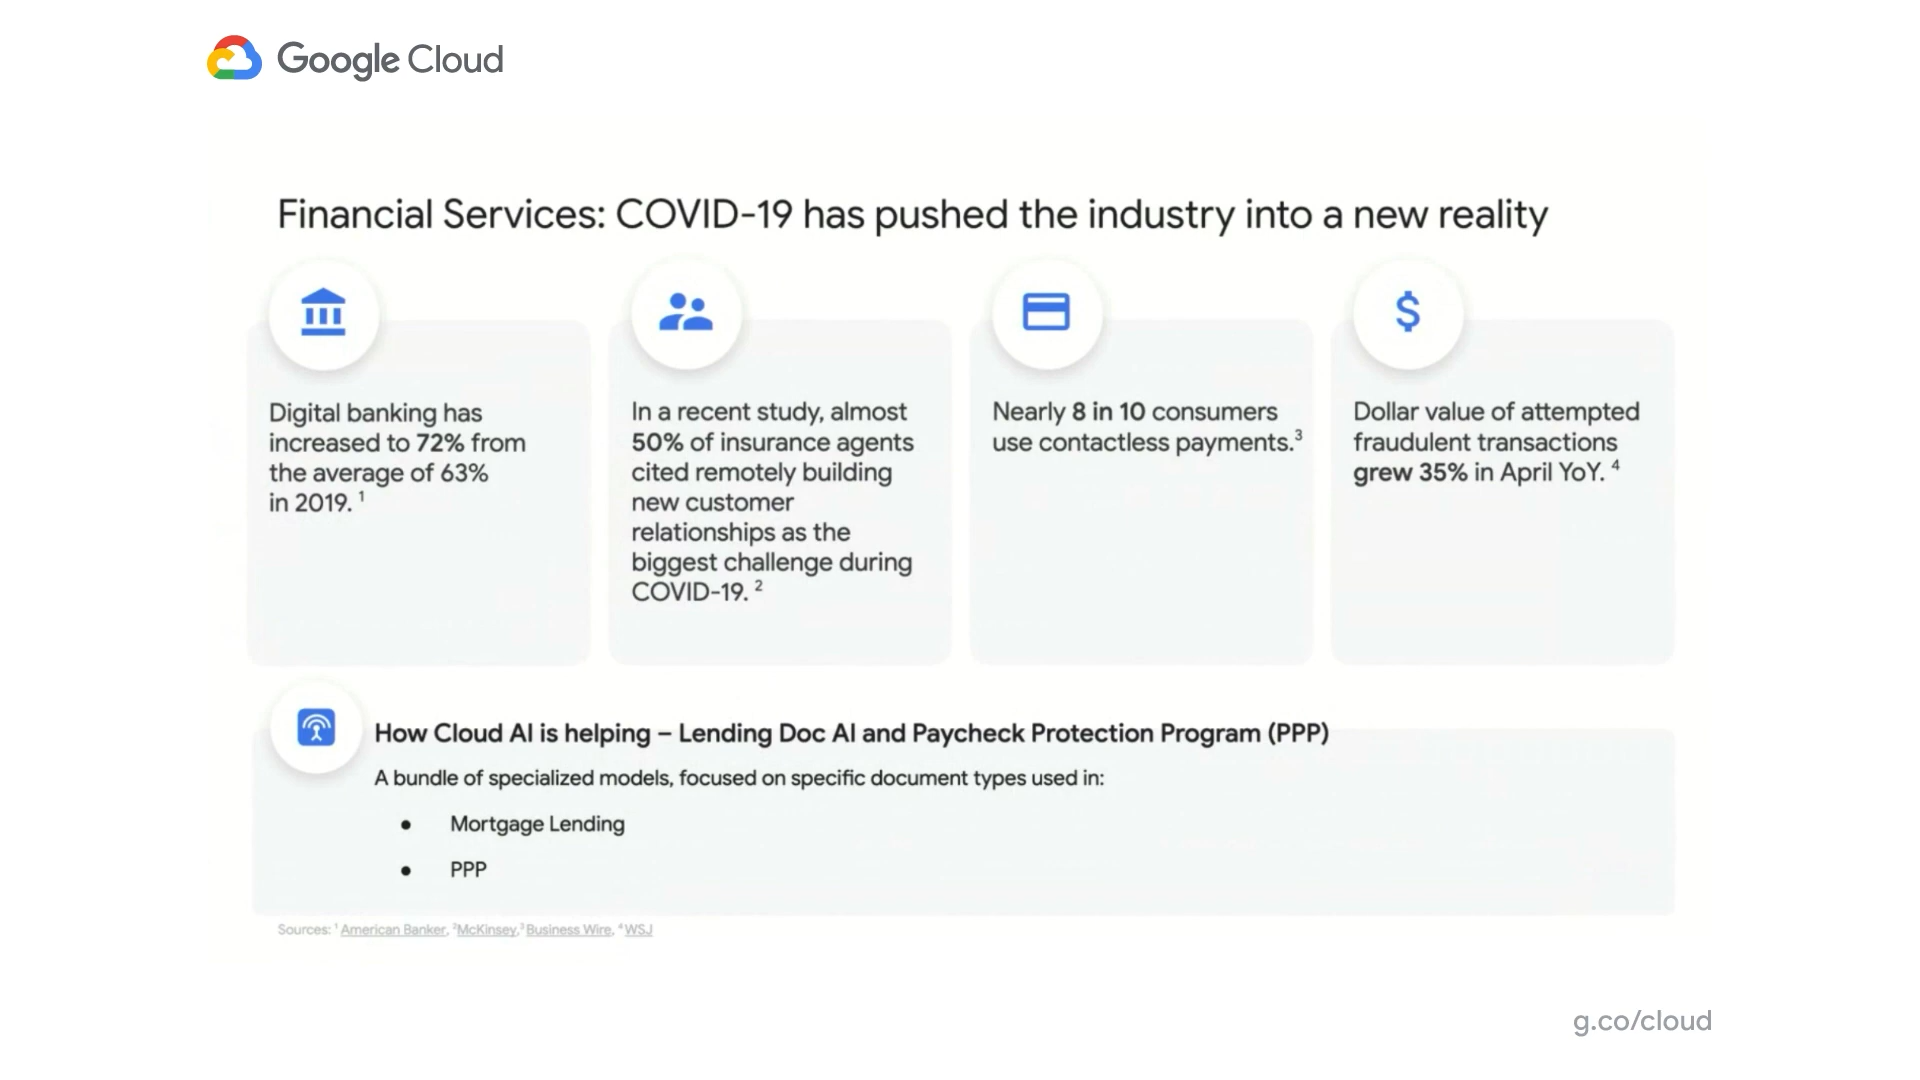 Google Cloud
Financial Services: COVID-19 has pushed the industry into a new reality
Digital banking has
increased to 72% from
the average of 63%
in 2019. 1
In a recent study, almost
50% of insurance agents
cited remotely building
new customer
relationships as the
biggest challenge during
COVID-19. 2
Nearly 8 in 10 consumers
use contactless payments.3
Dollar value of attempted
fraudulent transactions
grew 35% in April YoY. 4
How Cloud AI is helping – Lending Doc AI and Paycheck Protection Program (PPP)
A bundle of specialized models, focused on specific document types used in:
● Mortgage Lending
● PPP
Sources: 1 American Banker, 2McKinsey,3 Business Wire, 4 WSJ
g.co/cloud